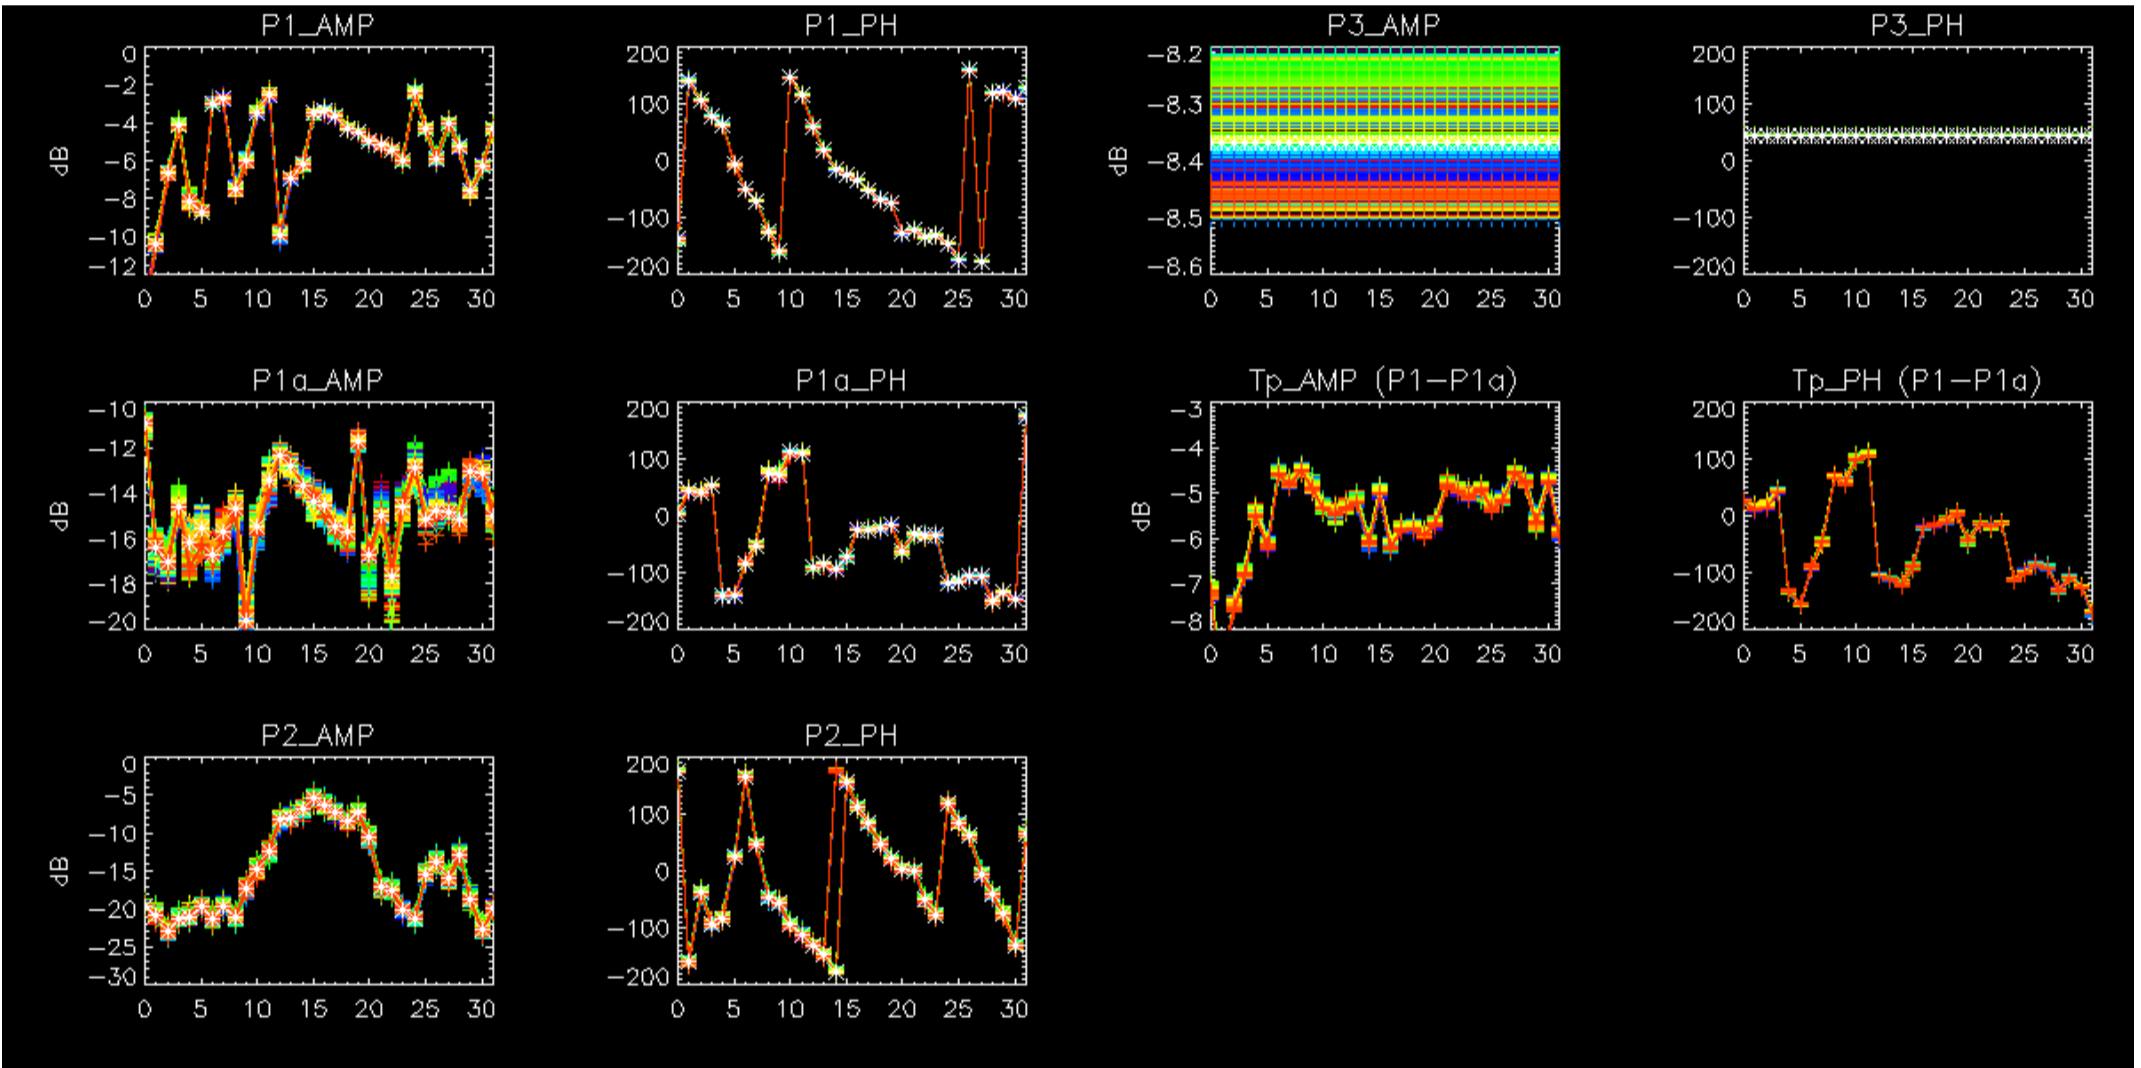 P1_AMP
0
−2
−4
−6
−8
−10
−12
dB
0 5 10 15 20 25 30
P1_PH
200
100
0
−100
−200
0 5 10 15 20 25 30
P3_AMP
−8.2
−8.3
−8.4
−8.5
−8.6
dB
0 5 10 15 20 25 30
P3_PH
200
100
0
−100
−200
0 5 10 15 20 25 30
P1a_AMP
−10
−12
−14
−16
−18
−20
dB
0 5 10 15 20 25 30
P1a_PH
200
100
0
−100
−200
0 5 10 15 20 25 30
Tp_AMP (P1−P1a)
−3
−4
−5
−6
−7
−8
dB
0 5 10 15 20 25 30
Tp_PH (P1−P1a)
200
100
0
−100
−200
0 5 10 15 20 25 30
P2_AMP
0
−5
−10
−15
−20
−25
−30
dB
0 5 10 15 20 25 30
P2_PH
200
100
0
−100
−200
0 5 10 15 20 25 30